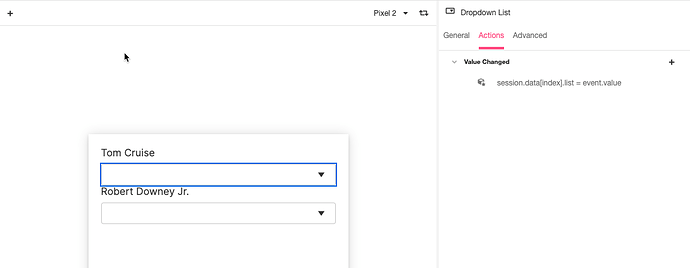 +
Pixel 2
Dropdown List
General Actions Advanced
Value Changed +
session.data[index].list = event.value
Tom Cruise
Robert Downey Jr.